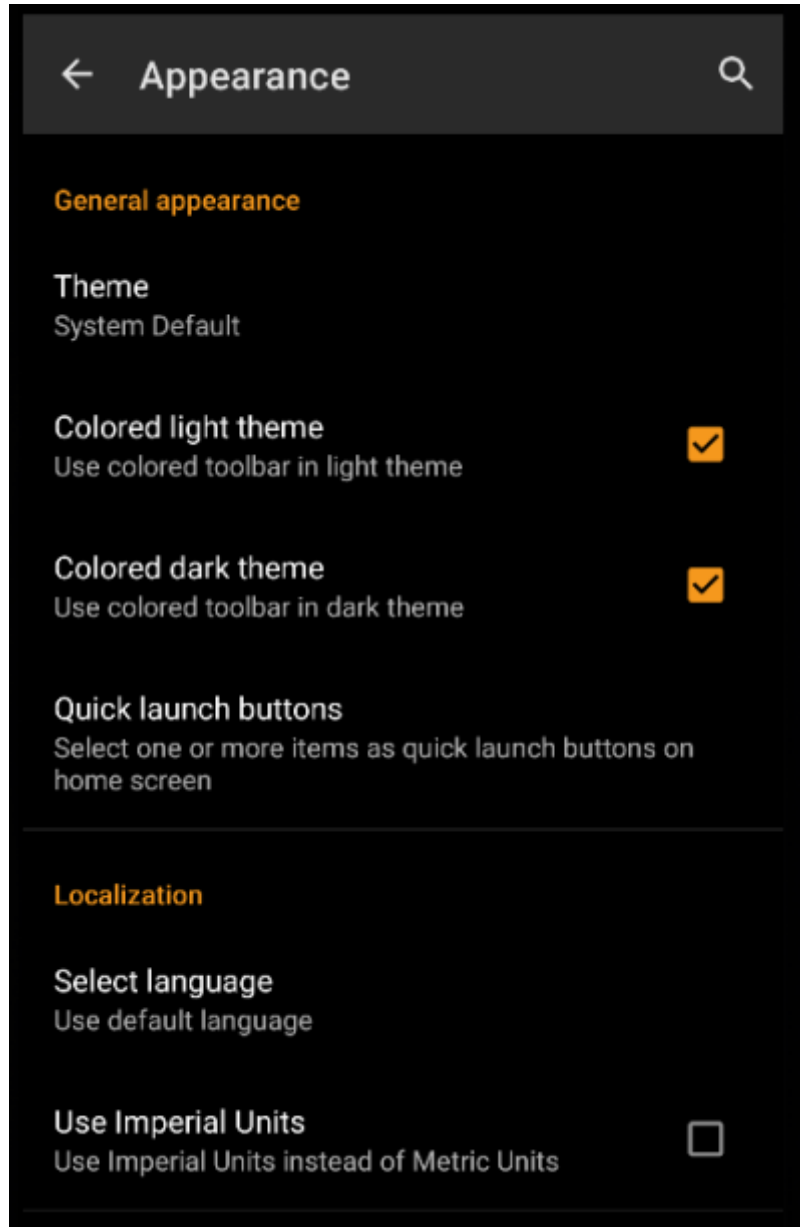 Appearance
General appearance
Theme
System Default
Colored light theme
Use colored toolbar in light theme
Colored dark theme
Use colored toolbar in dark theme
Quick launch buttons
Select one or more items as quick launch buttons on
home screen
Localization
Select language
Use default language
Use Imperial Units
Use Imperial Units instead of Metric Units